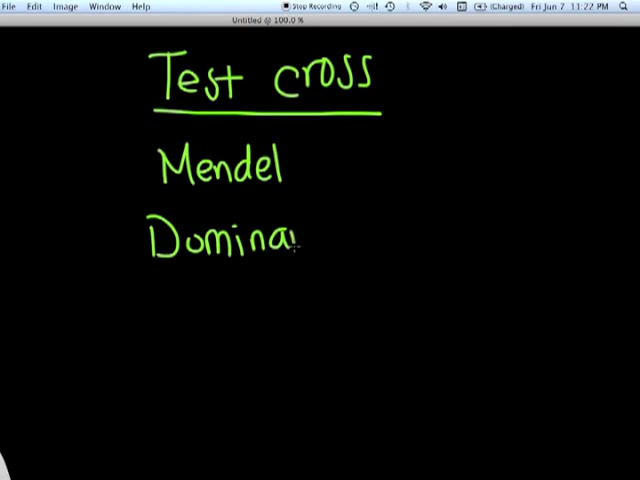 File Edit Image Window Help Stop Recording (Charged) Fri Jun 7 11:22 PM
Untitled @ 100.0 %
Test cross
Mendel
Domina